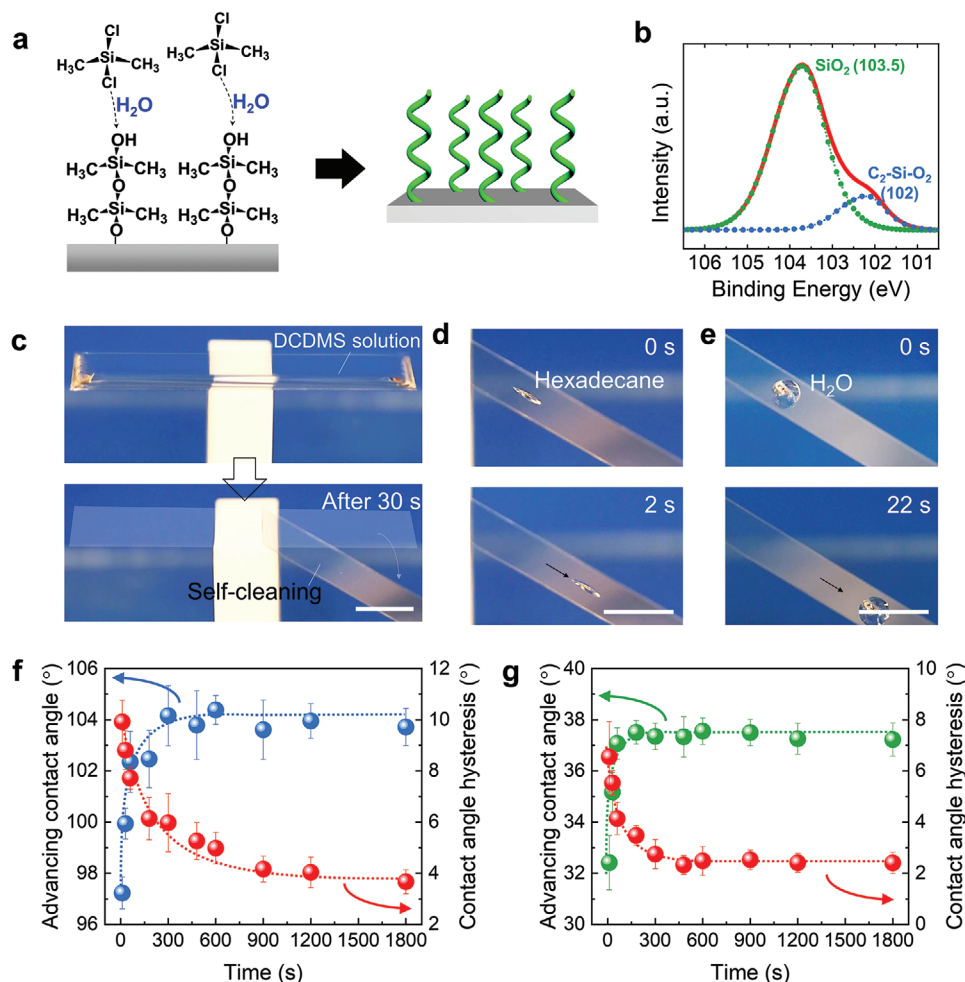 a
Cl
Cl
Si
Si
H₃C
CH₃
H₃C
CH₃
Cl
Cl
H₂O
H₂O
OH
OH
Si
Si
H₃C
CH₃
H₃C
CH₃
O
O
Si
Si
H₃C
CH₃
H₃C
CH₃
O
O
b
SiO₂ (103.5)
C₂-Si-O₂
(102)
Intensity (a.u.)
106 105 104 103 102 101
Binding Energy (eV)
c
DCDMS solution
After 30 s
Self-cleaning
d
0 s
Hexadecane
2 s
e
0 s
H₂O
22 s
f
Advancing contact angle (°)
106
104
102
100
98
96
12
10
8
6
4
2
Contact angle hysteresis (°)
0 300 600 900 1200 1500 1800
Time (s)
g
Advancing contact angle (°)
40
38
36
34
32
30
10
8
6
4
2
0
Contact angle hysteresis (°)
0 300 600 900 1200 1500 1800
Time (s)